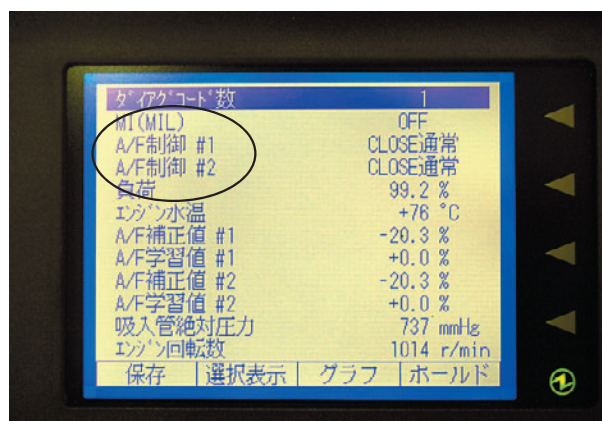 ダイアグコード数 1
MI(MIL) OFF
A/F制御 #1 CLOSE通常
A/F制御 #2 CLOSE通常
負荷 99.2 %
エンジン水温 +76 °C
A/F補正値 #1 -20.3 %
A/F学習値 #1 +0.0 %
A/F補正値 #2 -20.3 %
A/F学習値 #2 +0.0 %
吸入管絶対圧力 737 mmHg
エンジン回転数 1014 r/min
保存 選択表示 グラフ ホールド